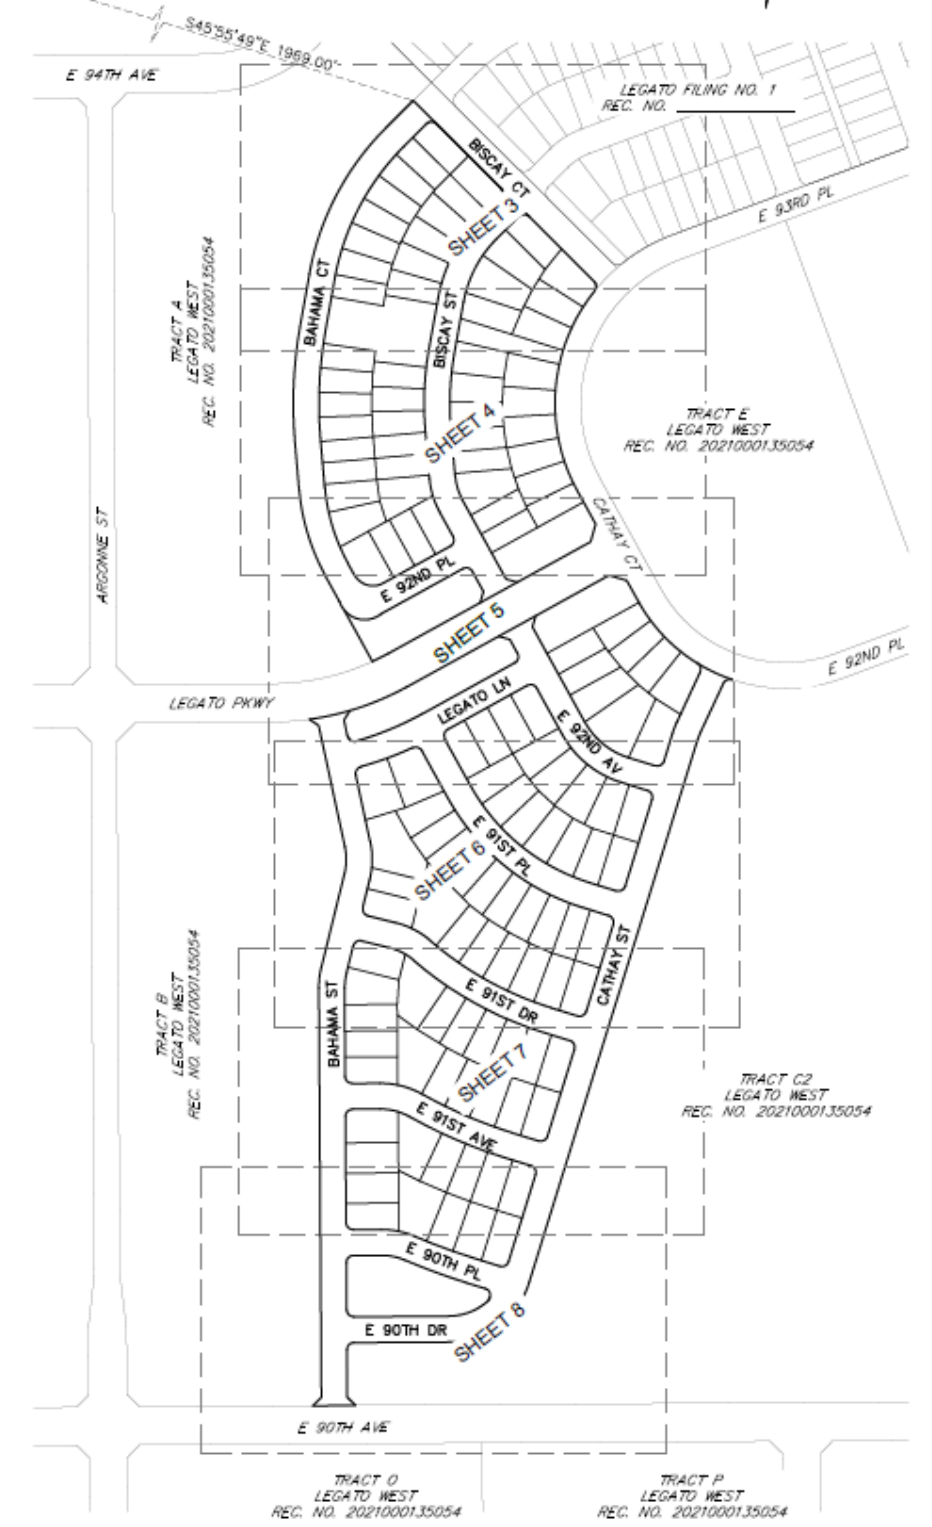 S45°55'49"E 1969.00'
E 94TH AVE
LEGATO FILING NO. 1
REC. NO.
BISCAY CT
E 93RD PL
SHEET 3
TRACT A
LEGATO WEST
REC. NO. 2021000135054
BAHAMA CT
BISCAY ST
SHEET 4
TRACT E
LEGATO WEST
REC. NO. 2021000135054
ARGONNE ST
CATHAY CT
E 92ND PL
SHEET 5
E 92ND PL
LEGATO PKWY
LEGATO LN
E 92ND AV
E 91ST PL
SHEET 6
CATHAY ST
TRACT B
LEGATO WEST
REC. NO. 2021000135054
BAHAMA ST
E 91ST DR
SHEET 7
TRACT C2
LEGATO WEST
REC. NO. 2021000135054
E 91ST AVE
E 90TH PL
SHEET 8
E 90TH DR
E 90TH AVE
TRACT O
LEGATO WEST
REC. NO. 2021000135054
TRACT P
LEGATO WEST
REC. NO. 2021000135054